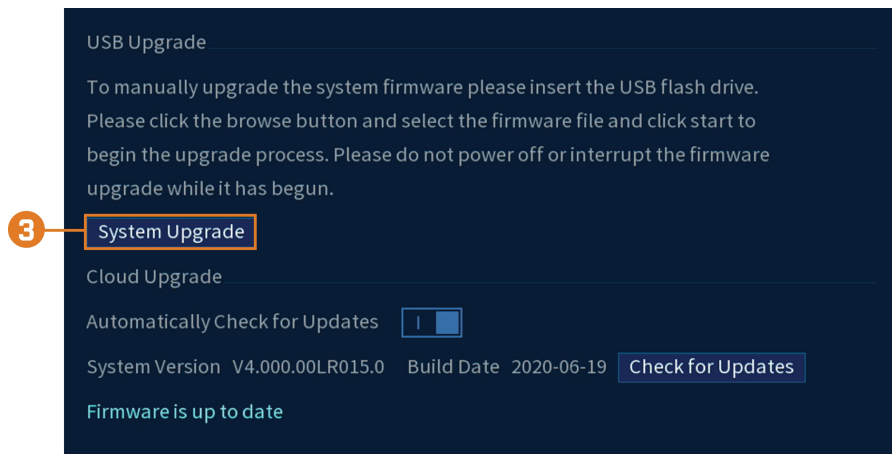 USB Upgrade
To manually upgrade the system firmware please insert the USB flash drive.
Please click the browse button and select the firmware file and click start to
begin the upgrade process. Please do not power off or interrupt the firmware
upgrade while it has begun.
3 System Upgrade
Cloud Upgrade
Automatically Check for Updates
System Version V4.000.00LR015.0 Build Date 2020-06-19 Check for Updates
Firmware is up to date